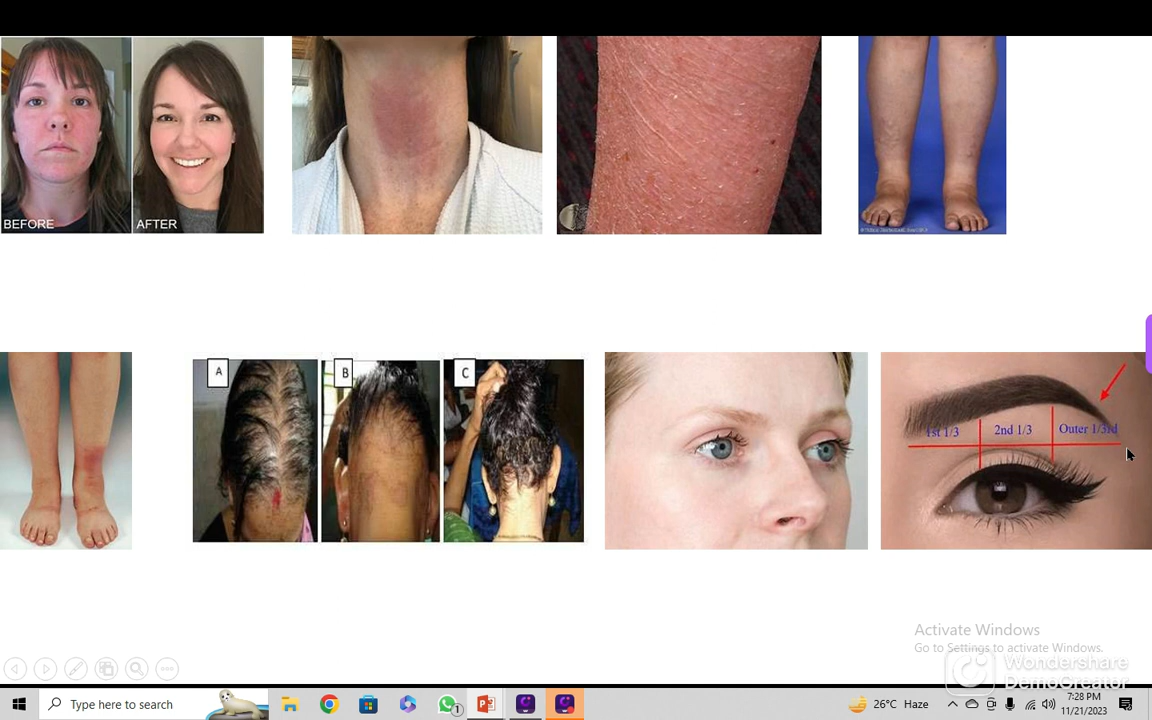 BEFORE
AFTER
A
B
C
1st 1/3
2nd 1/3
Outer 1/3rd
Activate Windows
Go to Settings to activate Windows.
Wondershare
DemoCreator
Type here to search
1
26°C Haze
7:28 PM
11/21/2023